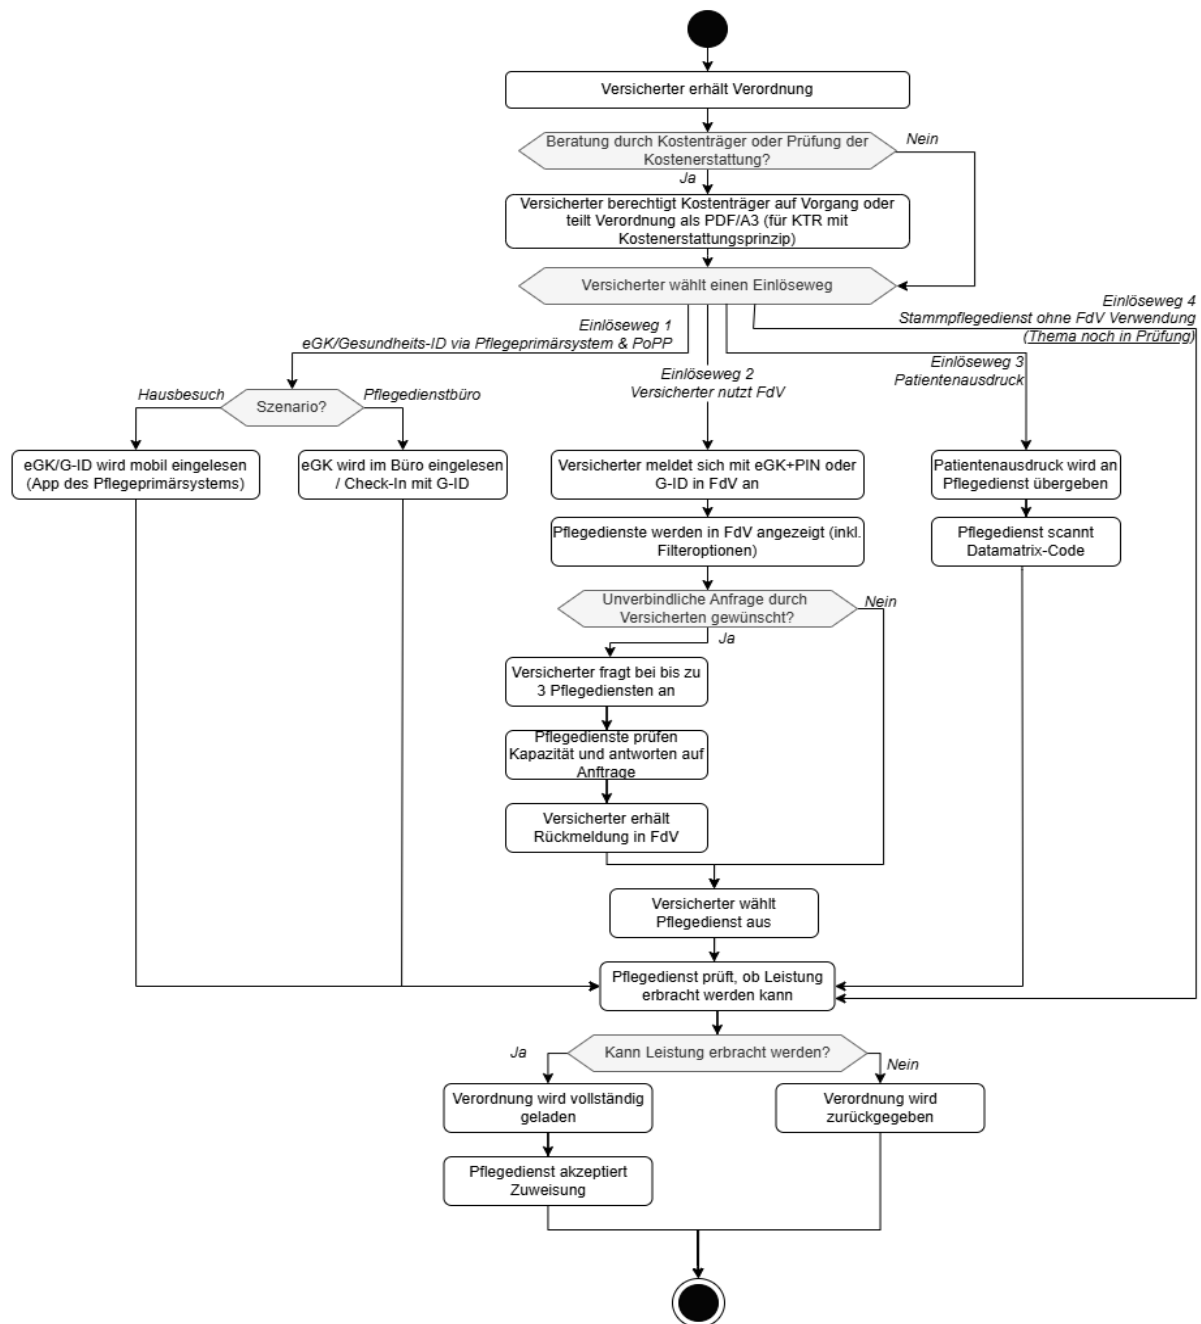 Versicherter erhält Verordnung
Beratung durch Kostenträger oder Prüfung der
Kostenerstattung?
Nein
Ja
Versicherter berechtigt Kostenträger auf Vorgang oder
teilt Verordnung als PDF/A3 (für KTR mit
Kostenerstattungsprinzip)
Versicherter wählt einen Einlöseweg
Einlöseweg 4
Stammpflegedienst ohne FdV Verwendung
(Thema noch in Prüfung)
Einlöseweg 1
eGK/Gesundheits-ID via Pflegeprimärsystem & PoPP
Einlöseweg 2
Versicherter nutzt FdV
Einlöseweg 3
Patientenausdruck
Hausbesuch
Szenario?
Pflegedienstbüro
eGK/G-ID wird mobil eingelesen
(App des Pflegeprimärsystems)
eGK wird im Büro eingelesen
/ Check-In mit G-ID
Versicherter meldet sich mit eGK+PIN oder
G-ID in FdV an
Patientenausdruck wird an
Pflegedienst übergeben
Pflegedienste werden in FdV angezeigt (inkl.
Filteroptionen)
Pflegedienst scannt
Datamatrix-Code
Unverbindliche Anfrage durch
Versicherten gewünscht?
Nein
Ja
Versicherter fragt bei bis zu
3 Pflegediensten an
Pflegedienste prüfen
Kapazität und antworten auf
Anftrage
Versicherter erhält
Rückmeldung in FdV
Versicherter wählt
Pflegedienst aus
Pflegedienst prüft, ob Leistung
erbracht werden kann
Kann Leistung erbracht werden?
Ja
Nein
Verordnung wird vollständig
geladen
Verordnung wird
zurückgegeben
Pflegedienst akzeptiert
Zuweisung